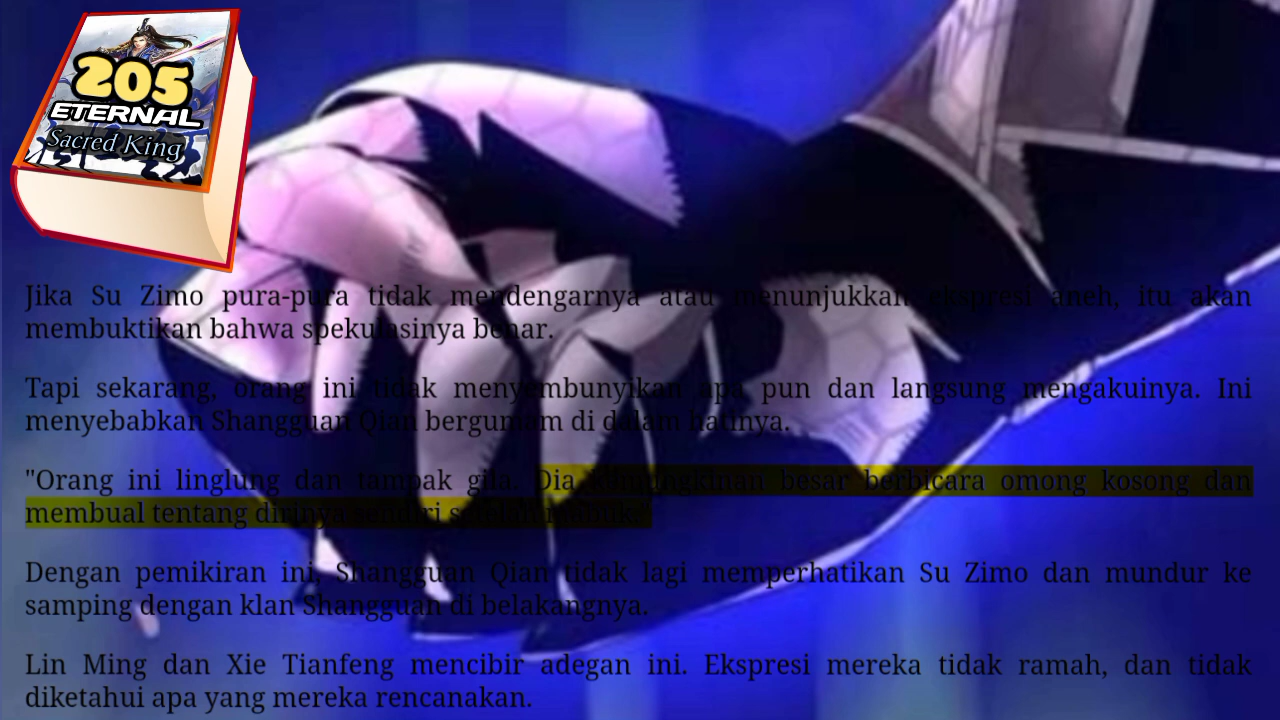 205
ETERNAL
Sacred King
Jika Su Zimo pura-pura tidak mendengarnya atau menunjukkan ekspresi aneh, itu akan
membuktikan bahwa spekulasinya benar.
Tapi sekarang, orang ini tidak menyembunyikan apa pun dan langsung mengakuinya. Ini
menyebabkan Shangguan Qian bergumam di dalam hatinya.
"Orang ini linglung dan tampak gila. Dia kemungkinan besar berbicara omong kosong dan
membual tentang dirinya sendiri setelah mabuk."
Dengan pemikiran ini, Shangguan Qian tidak lagi memperhatikan Su Zimo dan mundur ke
samping dengan klan Shangguan di belakangnya.
Lin Ming dan Xie Tianfeng mencibir adegan ini. Ekspresi mereka tidak ramah, dan tidak
diketahui apa yang mereka rencanakan.